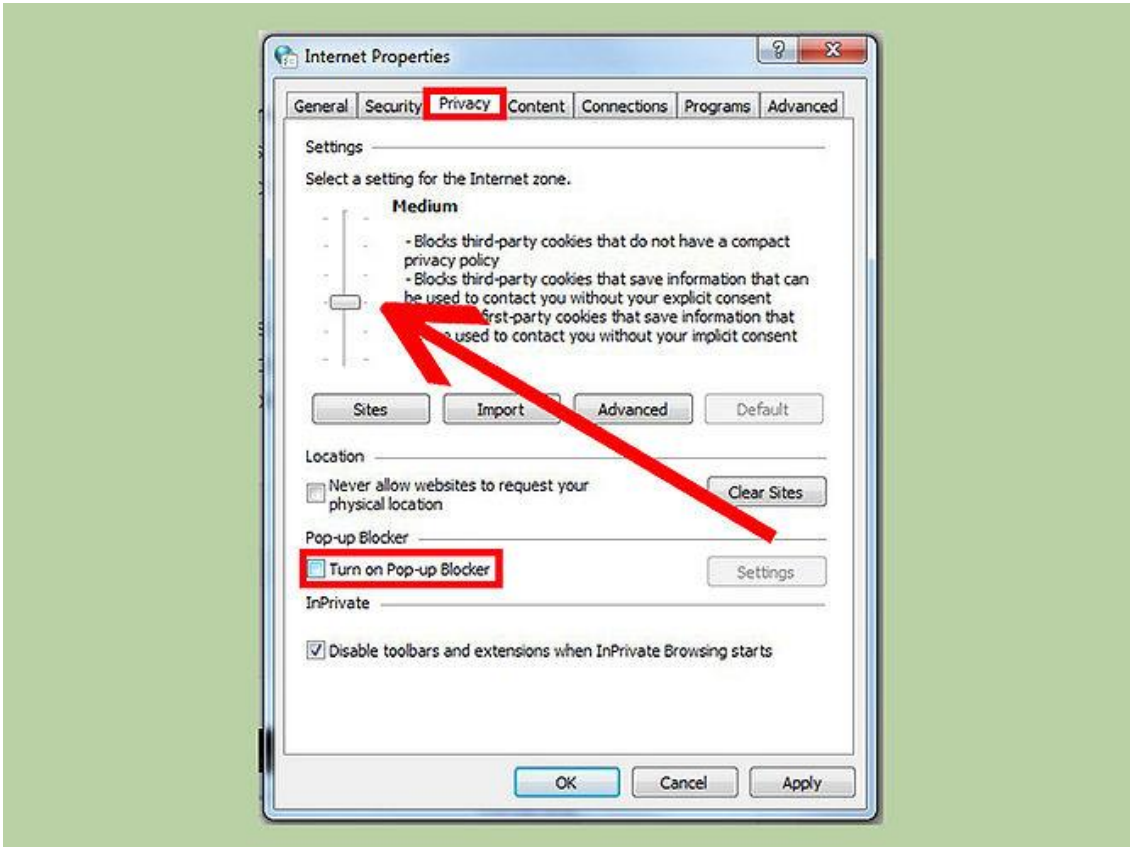 Internet Properties
General Security Privacy Content Connections Programs Advanced
Settings
Select a setting for the Internet zone.
Medium
- Blocks third-party cookies that do not have a compact
privacy policy
- Blocks third-party cookies that save information that can
be used to contact you without your explicit consent
first-party cookies that save information that
used to contact you without your implicit consent
Sites Import Advanced Default
Location
Never allow websites to request your
physical location
Clear Sites
Pop-up Blocker
Turn on Pop-up Blocker Settings
InPrivate
Disable toolbars and extensions when InPrivate Browsing starts
OK Cancel Apply